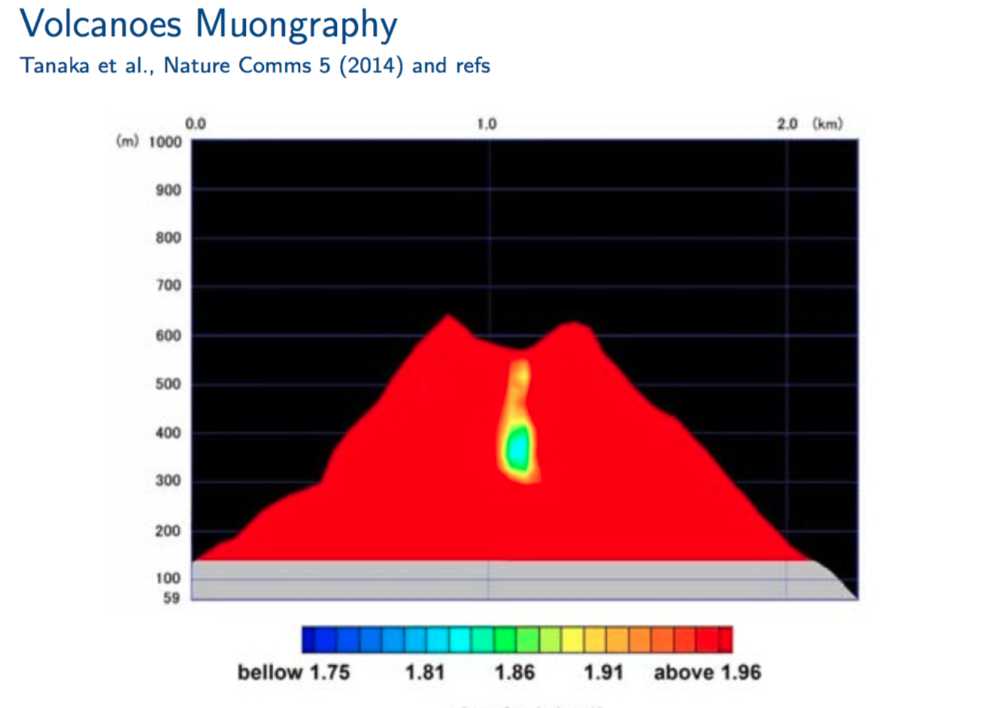 Volcanoes Muongraphy
Tanaka et al., Nature Comms 5 (2014) and refs
0.0 1.0 2.0 (km)
(m) 1000
900
800
700
600
500
400
300
200
100
59
bellow 1.75 1.81 1.86 1.91 above 1.96